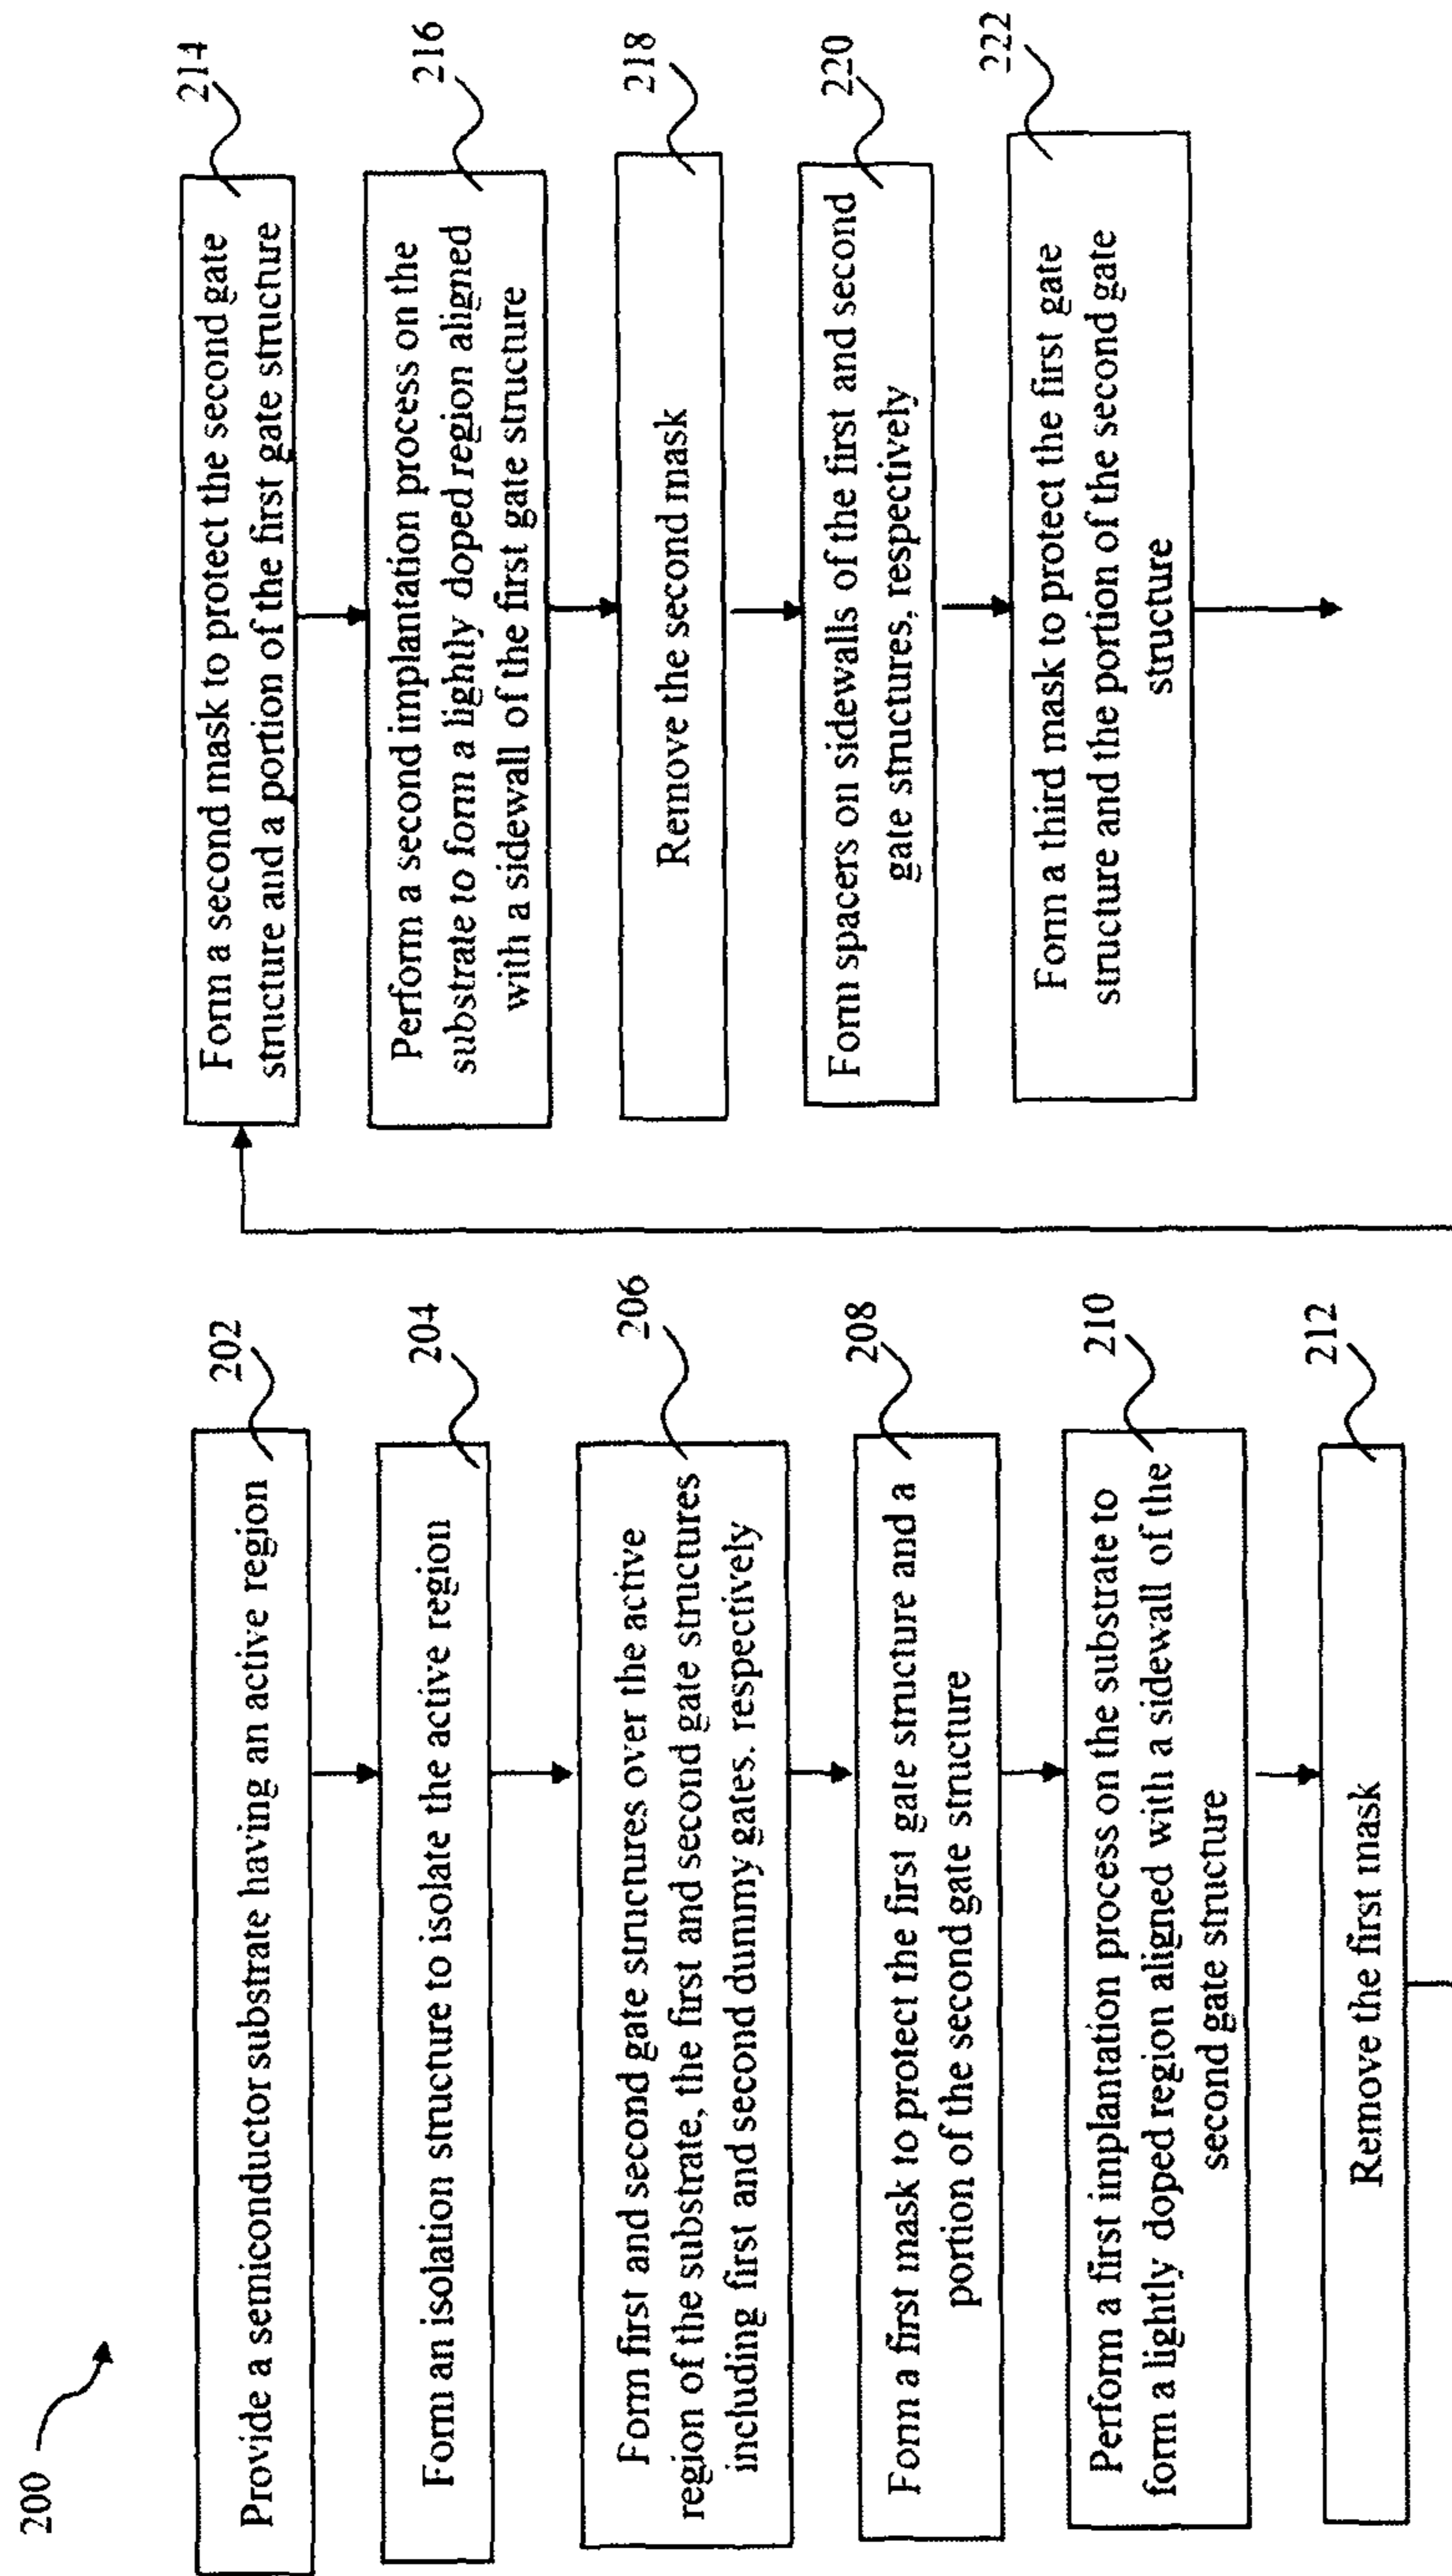 200
202
Provide a semiconductor substrate having an active region
204
Form an isolation structure to isolate the active region
206
Form first and second gate structures over the active
region of the substrate, the first and second gate structures
including first and second dummy gates. respectively
208
Form a first mask to protect the first gate structure and a
portion of the second gate structure
210
Perform a first implantation process on the substrate to
form a lightly doped region aligned with a sidewall of the
second gate structure
212
Remove the first mask
214
Form a second mask to protect the second gate
structure and a portion of the first gate structure
216
Perform a second implantation process on the
substrate to form a lightly doped region aligned
with a sidewall of the first gate structure
218
Remove the second mask
220
Form spacers on sidewalls of the first and second
gate structures, respectively
222
Form a third mask to protect the first gate
structure and the portion of the second gate
structure